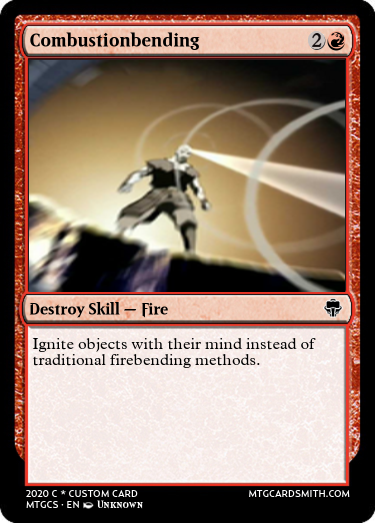 Combustionbending 2
Destroy Skill — Fire
Ignite objects with their mind instead of
traditional firebending methods.
2020 C * CUSTOM CARD MTGCARDSMITH.COM
MTGCS · EN UNKNOWN